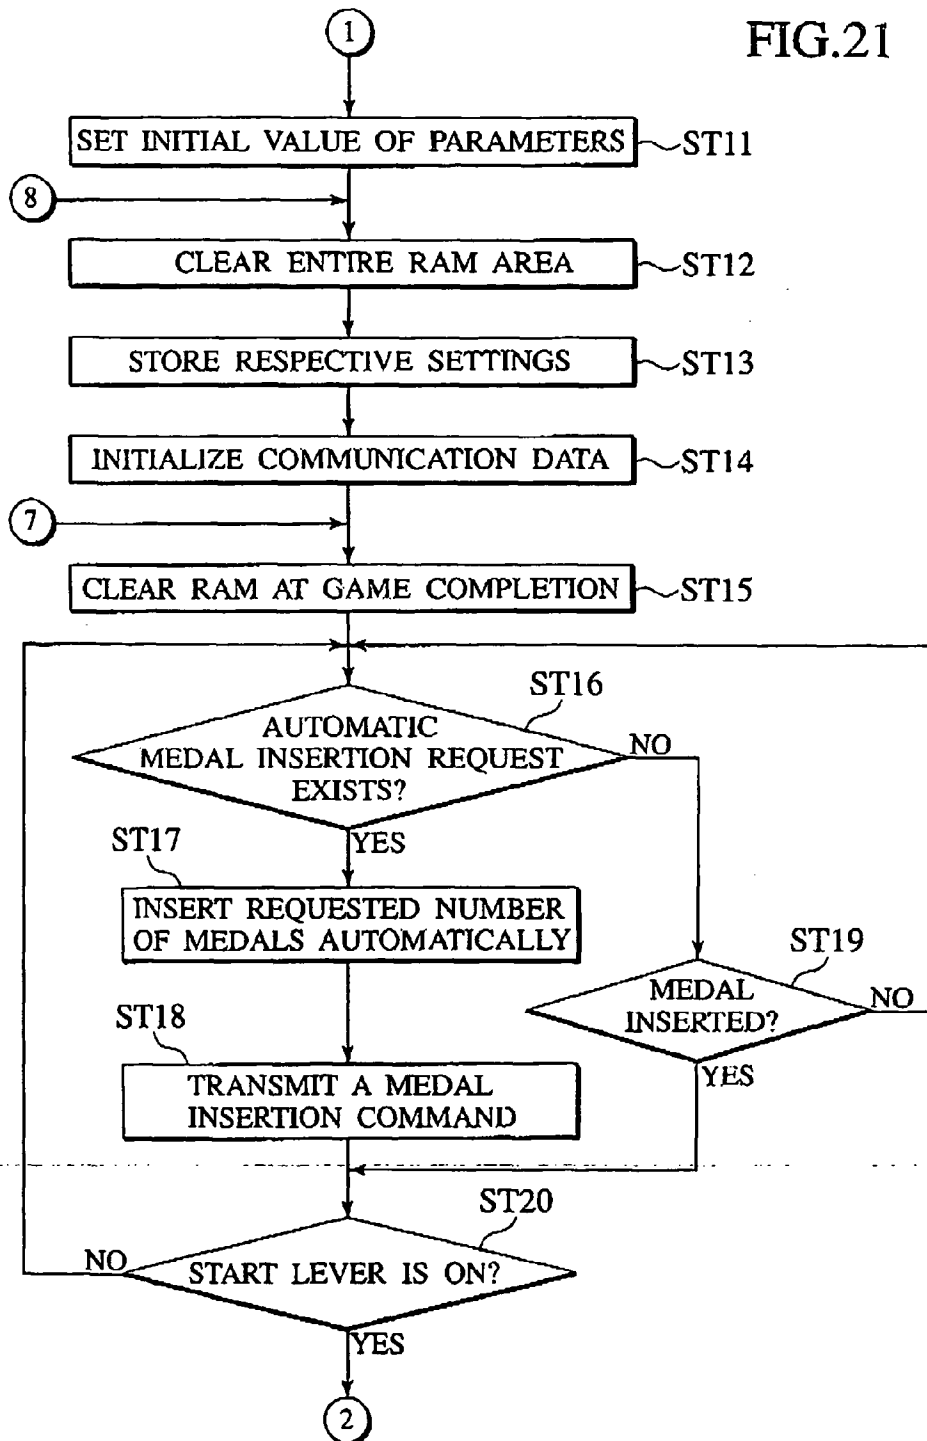 FIG.21
1
SET INITIAL VALUE OF PARAMETERS
ST11
8
CLEAR ENTIRE RAM AREA
ST12
STORE RESPECTIVE SETTINGS
ST13
INITIALIZE COMMUNICATION DATA
ST14
7
CLEAR RAM AT GAME COMPLETION
ST15
ST16
AUTOMATIC
MEDAL INSERTION REQUEST
EXISTS?
NO
YES
ST17
INSERT REQUESTED NUMBER
OF MEDALS AUTOMATICALLY
ST19
MEDAL
INSERTED?
NO
YES
ST18
TRANSMIT A MEDAL
INSERTION COMMAND
ST20
START LEVER IS ON?
NO
YES
2